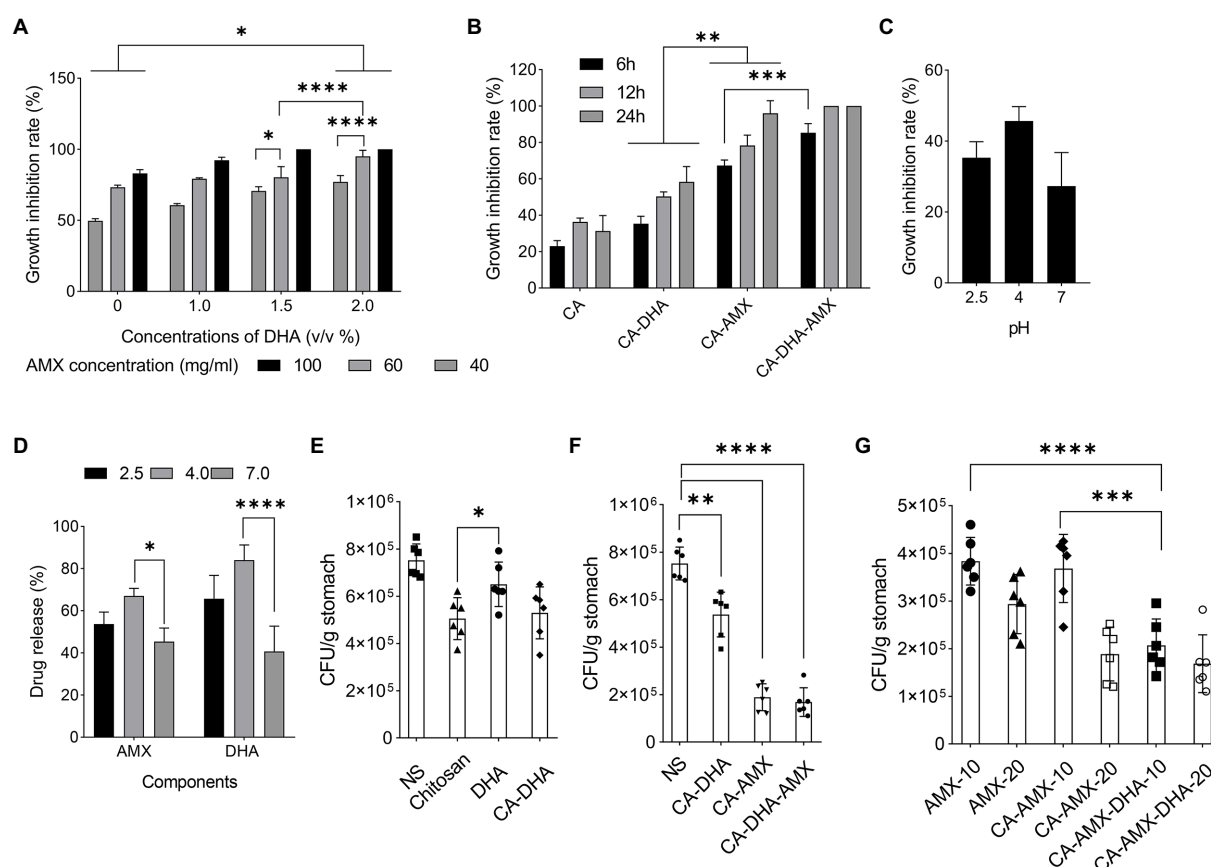 A
*
150
100
50
0
Growth inhibition rate (%)
****
*
****
0 1.0 1.5 2.0
Concentrations of DHA (v/v %)
AMX concentration (mg/ml) 100 60 40
B
**
***
6h
12h
24h
120
100
80
60
40
20
0
Growth inhibition rate (%)
CA
CA-DHA
CA-AMX
CA-DHA-AMX
C
60
40
20
0
Growth inhibition rate (%)
2.5 4 7
pH
D
2.5 4.0 7.0
****
*
100
80
60
40
20
0
Drug release (%)
AMX DHA
Components
E
*
1×10⁶
8×10⁵
6×10⁵
4×10⁵
2×10⁵
0
CFU/g stomach
NS
Chitosan
DHA
CA-DHA
F
****
**
1×10⁶
8×10⁵
6×10⁵
4×10⁵
2×10⁵
0
CFU/g stomach
NS
CA-DHA
CA-AMX
CA-DHA-AMX
G
****
***
5×10⁵
4×10⁵
3×10⁵
2×10⁵
1×10⁵
0
CFU/g stomach
AMX-10
AMX-20
CA-AMX-10
CA-AMX-20
CA-AMX-DHA-10
CA-AMX-DHA-20